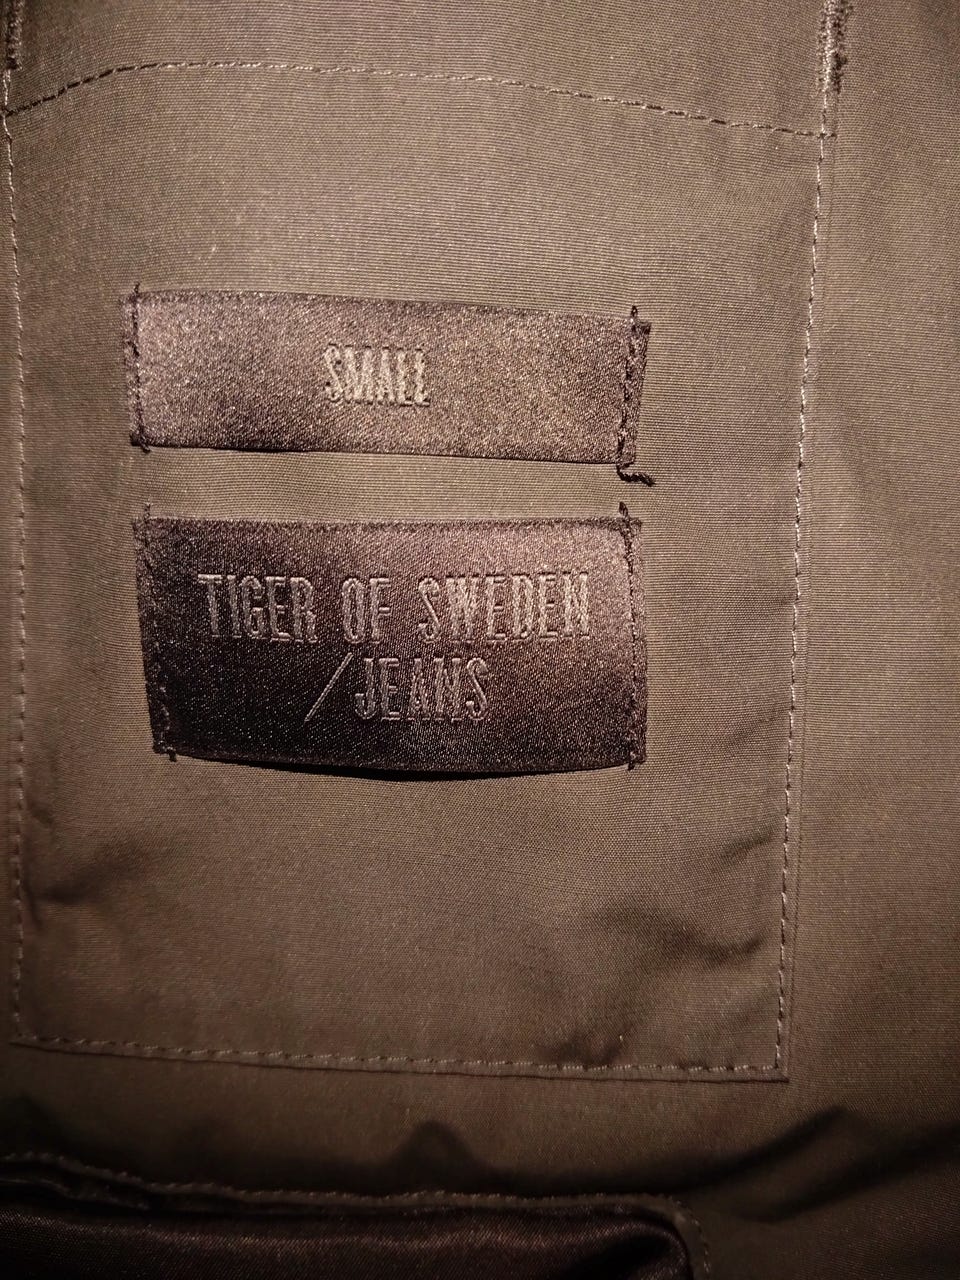 SMALL
TIGER OF SWEDEN
/JEANS